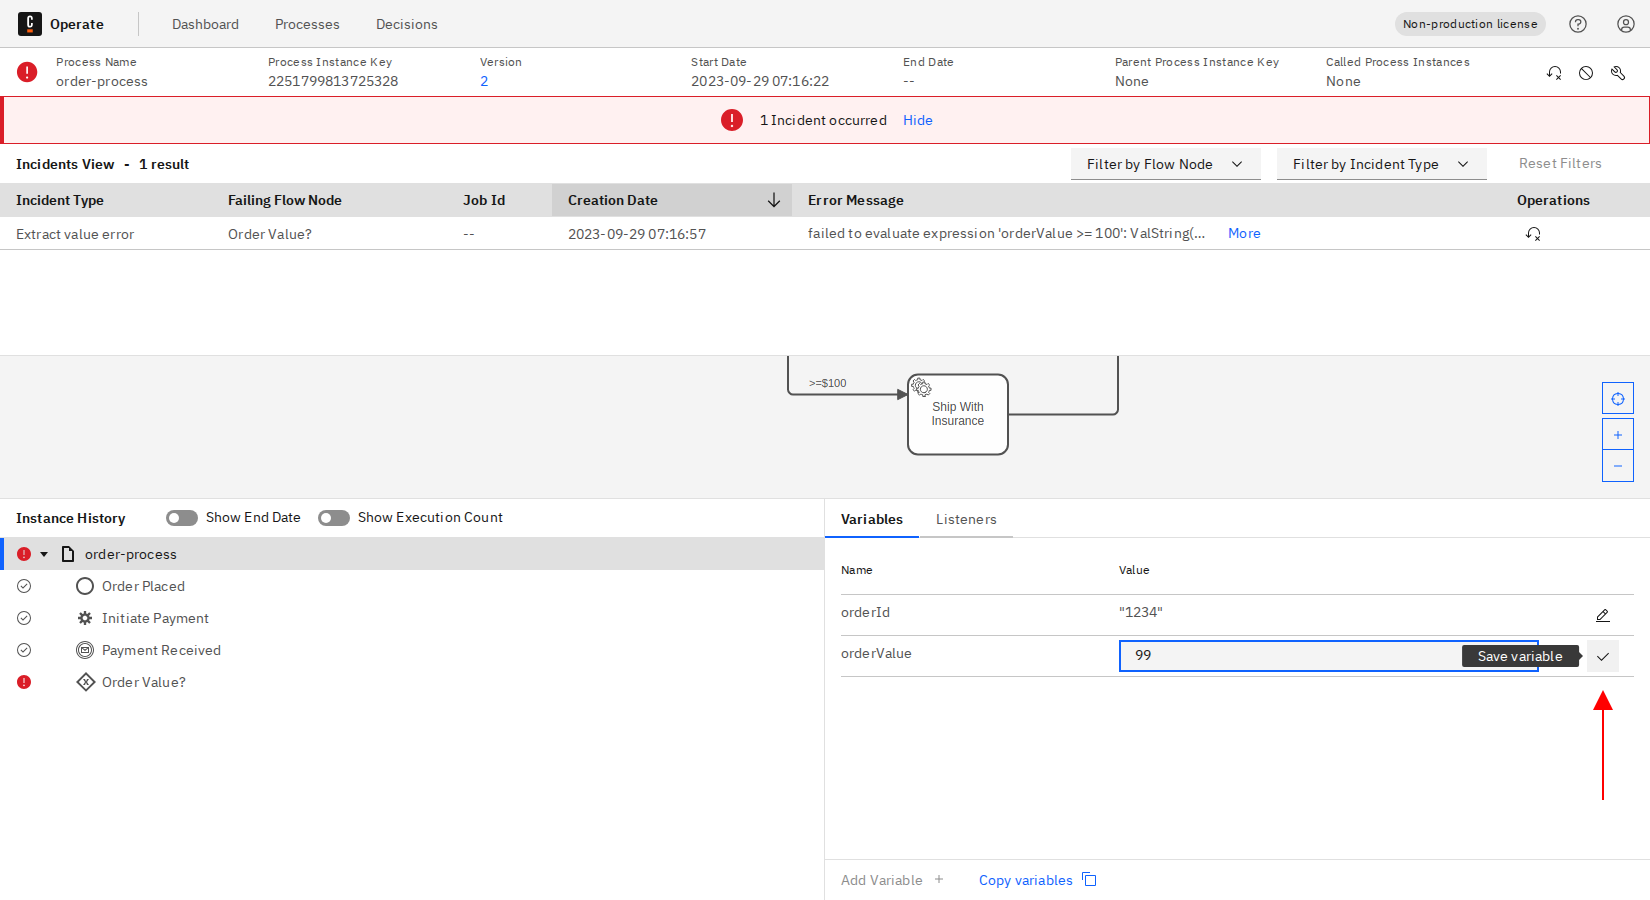 Operate Dashboard Processes Decisions Non-production license
Process Name Process Instance Key Version Start Date End Date Parent Process Instance Key Called Process Instances
order-process 2251799813725328 2 2023-09-29 07:16:22 -- None None
1 Incident occurred Hide
Incidents View - 1 result Filter by Flow Node Filter by Incident Type Reset Filters
Incident Type Failing Flow Node Job Id Creation Date Error Message Operations
Extract value error Order Value? -- 2023-09-29 07:16:57 failed to evaluate expression 'orderValue >= 100': ValString(... More
>=$100
Ship With
Insurance
Instance History Show End Date Show Execution Count
order-process
Order Placed
Initiate Payment
Payment Received
Order Value?
Variables Listeners
Name Value
orderId "1234"
orderValue 99 Save variable
Add Variable + Copy variables